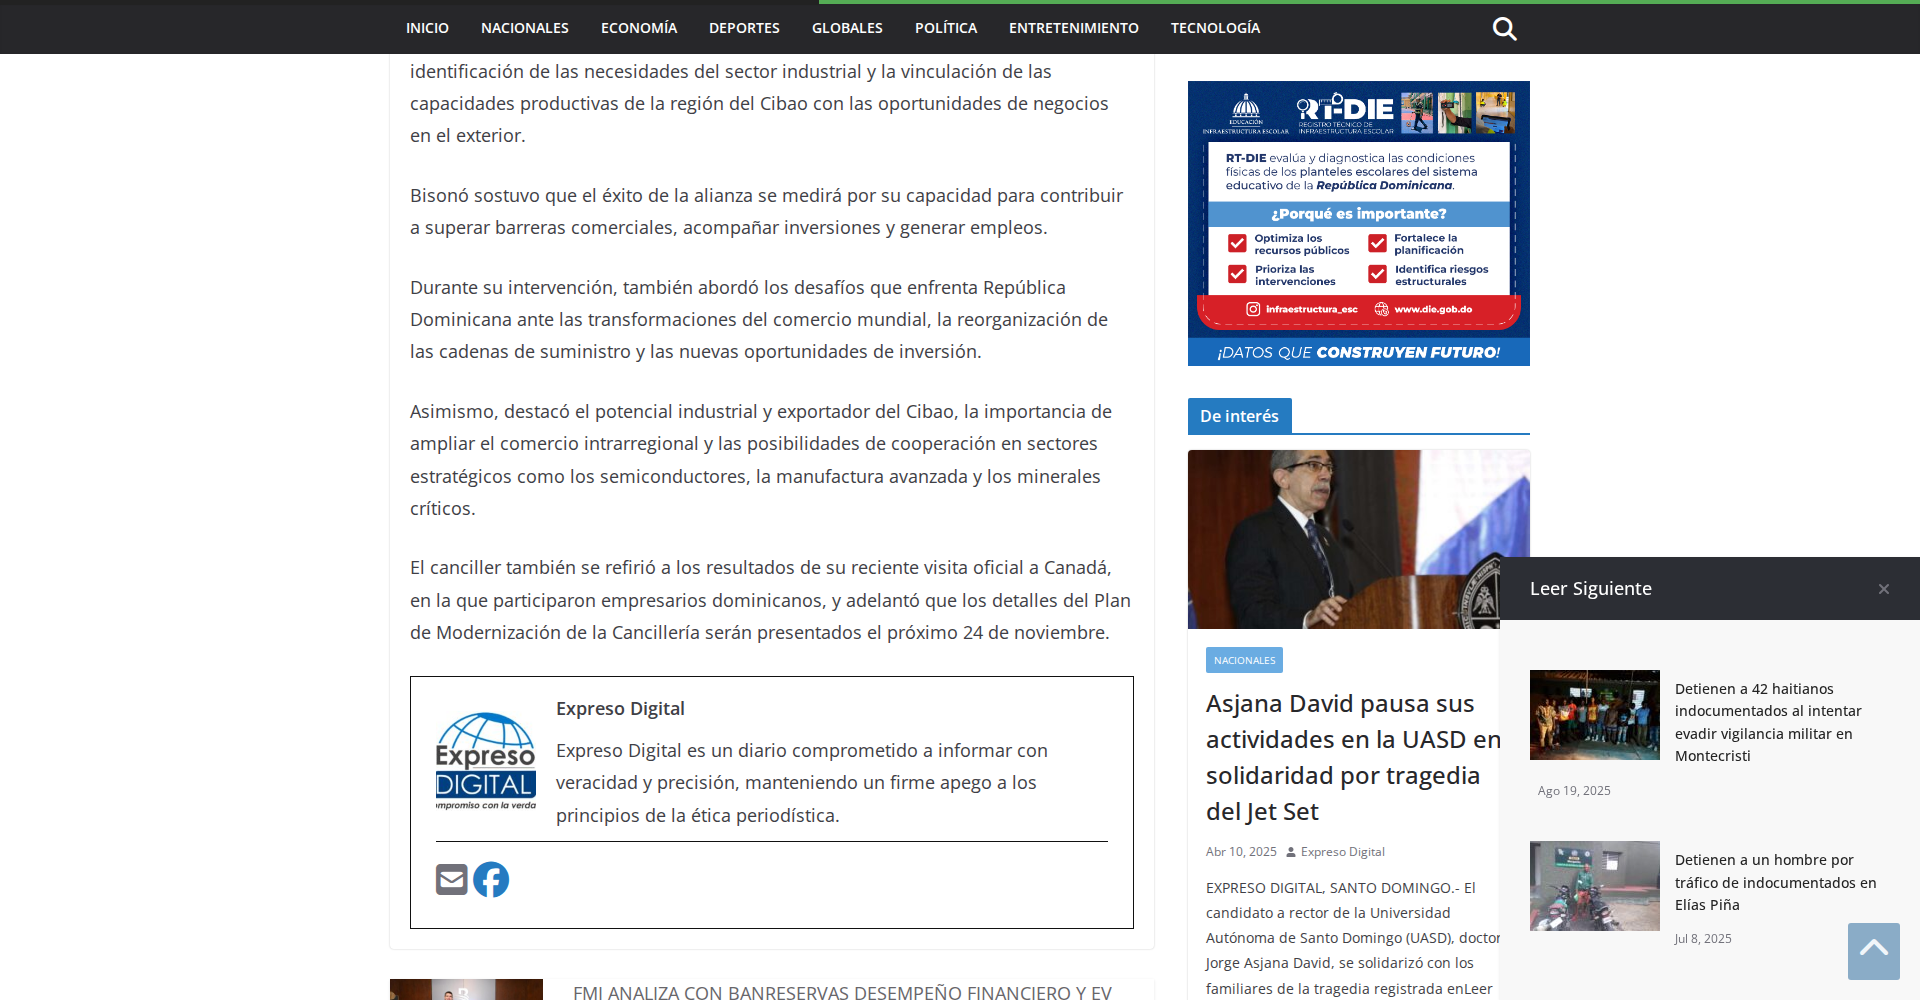 INICIO NACIONALES ECONOMÍA DEPORTES GLOBALES POLÍTICA ENTRETENIMIENTO TECNOLOGÍA
identificación de las necesidades del sector industrial y la vinculación de las
capacidades productivas de la región del Cibao con las oportunidades de negocios
en el exterior.
Bisonó sostuvo que el éxito de la alianza se medirá por su capacidad para contribuir
a superar barreras comerciales, acompañar inversiones y generar empleos.
Durante su intervención, también abordó los desafíos que enfrenta República
Dominicana ante las transformaciones del comercio mundial, la reorganización de
las cadenas de suministro y las nuevas oportunidades de inversión.
Asimismo, destacó el potencial industrial y exportador del Cibao, la importancia de
ampliar el comercio intrarregional y las posibilidades de cooperación en sectores
estratégicos como los semiconductores, la manufactura avanzada y los minerales
críticos.
El canciller también se refirió a los resultados de su reciente visita oficial a Canadá,
en la que participaron empresarios dominicanos, y adelantó que los detalles del Plan
de Modernización de la Cancillería serán presentados el próximo 24 de noviembre.
Expreso
DIGITAL
mpromiso con la verda
Expreso Digital
Expreso Digital es un diario comprometido a informar con
veracidad y precisión, manteniendo un firme apego a los
principios de la ética periodística.
FMI ANALIZA CON BANRESERVAS DESEMPEÑO FINANCIERO Y EV
EDUCACIÓN
INFRAESTRUCTURA ESCOLAR
RT-DIE
REGISTRO TÉCNICO DE
INFRAESTRUCTURA ESCOLAR
RT-DIE evalúa y diagnostica las condiciones
físicas de los planteles escolares del sistema
educativo de la República Dominicana.
¿Porqué es importante?
Optimiza los
recursos públicos
Fortalece la
planificación
Prioriza las
intervenciones
Identifica riesgos
estructurales
infraestructura_esc www.die.gob.do
¡DATOS QUE CONSTRUYEN FUTURO!
De interés
NACIONALES
Asjana David pausa sus
actividades en la UASD en
solidaridad por tragedia
del Jet Set
Abr 10, 2025 Expreso Digital
EXPRESO DIGITAL, SANTO DOMINGO.- El
candidato a rector de la Universidad
Autónoma de Santo Domingo (UASD), doctor
Jorge Asjana David, se solidarizó con los
familiares de la tragedia registrada enLeer
Leer Siguiente
Detienen a 42 haitianos
indocumentados al intentar
evadir vigilancia militar en
Montecristi
Ago 19, 2025
Detienen a un hombre por
tráfico de indocumentados en
Elías Piña
Jul 8, 2025